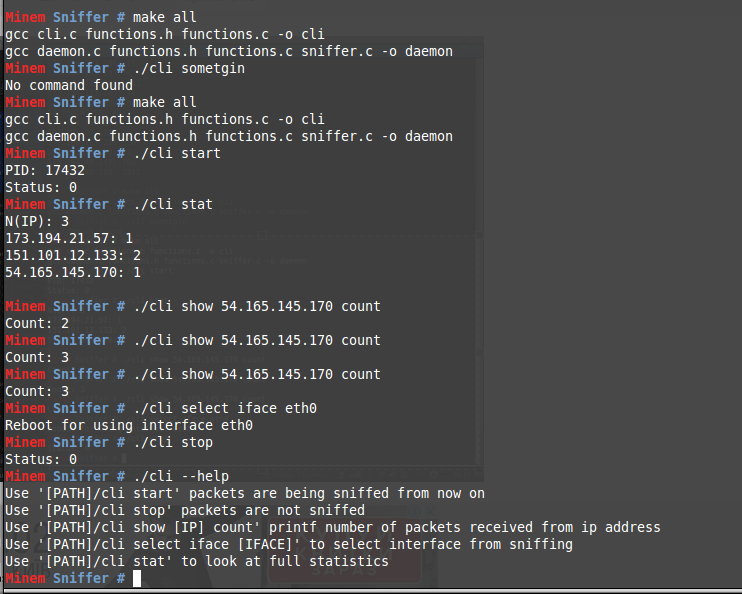 Minem Sniffer # make all
gcc cli.c functions.h functions.c -o cli
gcc daemon.c functions.h functions.c sniffer.c -o daemon
Minem Sniffer # ./cli sometgin
No command found
Minem Sniffer # make all
gcc cli.c functions.h functions.c -o cli
gcc daemon.c functions.h functions.c sniffer.c -o daemon
Minem Sniffer # ./cli start
PID: 17432
Status: 0
Minem Sniffer # ./cli stat
N(IP): 3
173.194.21.57: 1
151.101.12.133: 2
54.165.145.170: 1
Minem Sniffer # ./cli show 54.165.145.170 count
Count: 2
Minem Sniffer # ./cli show 54.165.145.170 count
Count: 3
Minem Sniffer # ./cli show 54.165.145.170 count
Count: 3
Minem Sniffer # ./cli select iface eth0
Reboot for using interface eth0
Minem Sniffer # ./cli stop
Status: 0
Minem Sniffer # ./cli --help
Use '[PATH]/cli start' packets are being sniffed from now on
Use '[PATH]/cli stop' packets are not sniffed
Use '[PATH]/cli show [IP] count' printf number of packets received from ip address
Use '[PATH]/cli select iface [IFACE]' to select interface from sniffing
Use '[PATH]/cli stat' to look at full statistics
Minem Sniffer #